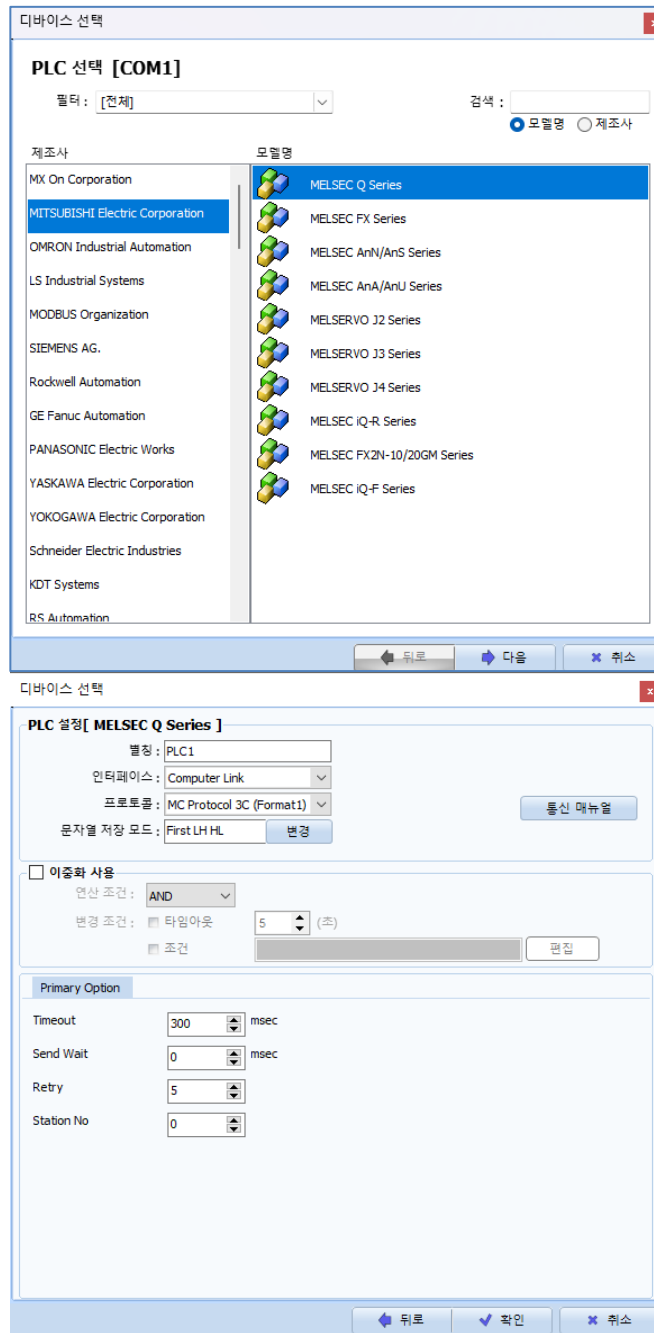 디바이스 선택
x
PLC 선택 [COM1]
필터 : [전체] 검색 :
모델명 제조사
제조사 모델명
MX On Corporation
MITSUBISHI Electric Corporation
OMRON Industrial Automation
LS Industrial Systems
MODBUS Organization
SIEMENS AG.
Rockwell Automation
GE Fanuc Automation
PANASONIC Electric Works
YASKAWA Electric Corporation
YOKOGAWA Electric Corporation
Schneider Electric Industries
KDT Systems
RS Automation
MELSEC Q Series
MELSEC FX Series
MELSEC AnN/AnS Series
MELSEC AnA/AnU Series
MELSERVO J2 Series
MELSERVO J3 Series
MELSERVO J4 Series
MELSEC iQ-R Series
MELSEC FX2N-10/20GM Series
MELSEC iQ-F Series
뒤로 다음 취소
디바이스 선택
x
PLC 설정[ MELSEC Q Series ]
별칭 : PLC1
인터페이스 : Computer Link
프로토콜 : MC Protocol 3C (Format1) 통신 매뉴얼
문자열 저장 모드 : First LH HL 변경
이중화 사용
연산 조건 : AND
변경 조건 : 타임아웃 5 (초)
조건 편집
Primary Option
Timeout 300 msec
Send Wait 0 msec
Retry 5
Station No 0
뒤로 확인 취소